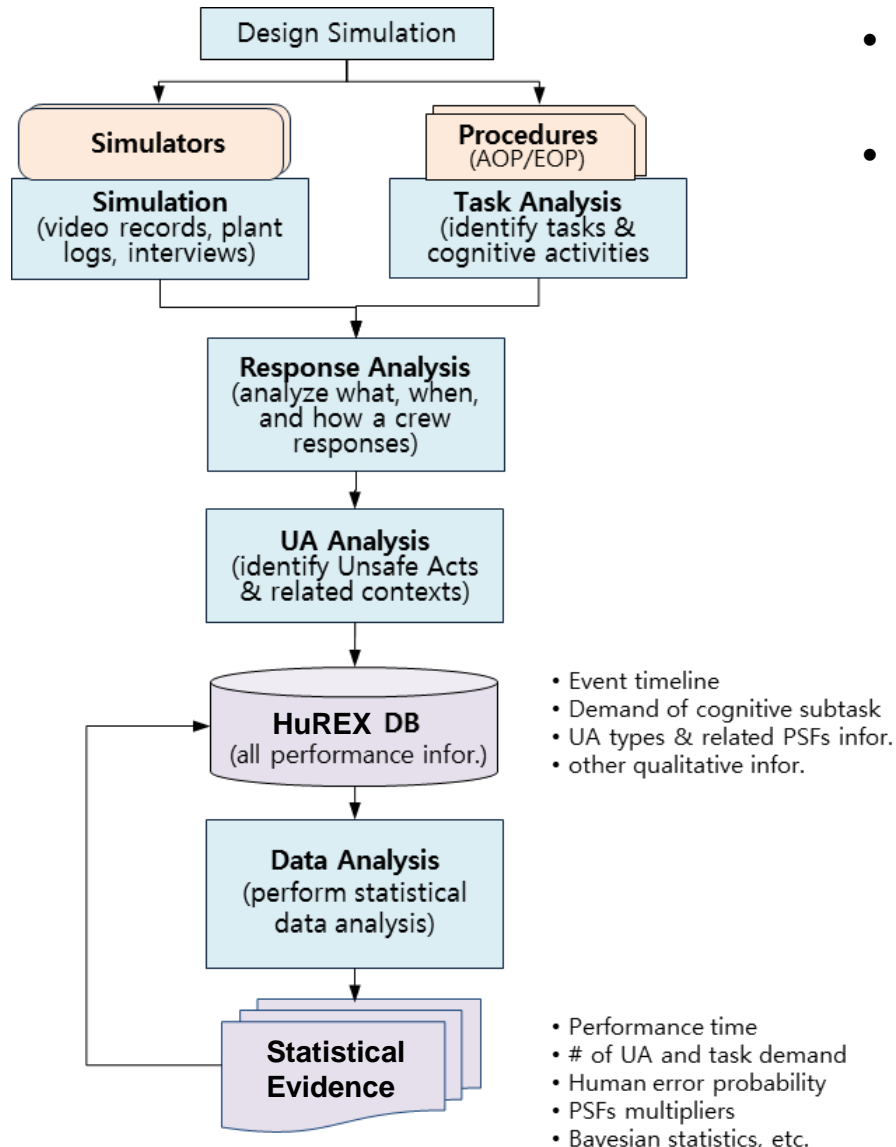 Design Simulation
•
•
Simulators
Procedures
(AOP/EOP)
Simulation
(video records, plant
logs, interviews)
Task Analysis
(identify tasks &
cognitive activities
Response Analysis
(analyze what, when,
and how a crew
responses)
UA Analysis
(identify Unsafe Acts
& related contexts)
HuREX DB
(all performance infor.)
• Event timeline
• Demand of cognitive subtask
• UA types & related PSFs infor.
• other qualitative infor.
Data Analysis
(perform statistical
data analysis)
Statistical
Evidence
• Performance time
• # of UA and task demand
• Human error probability
• PSFs multipliers
• Bayesian statistics, etc.